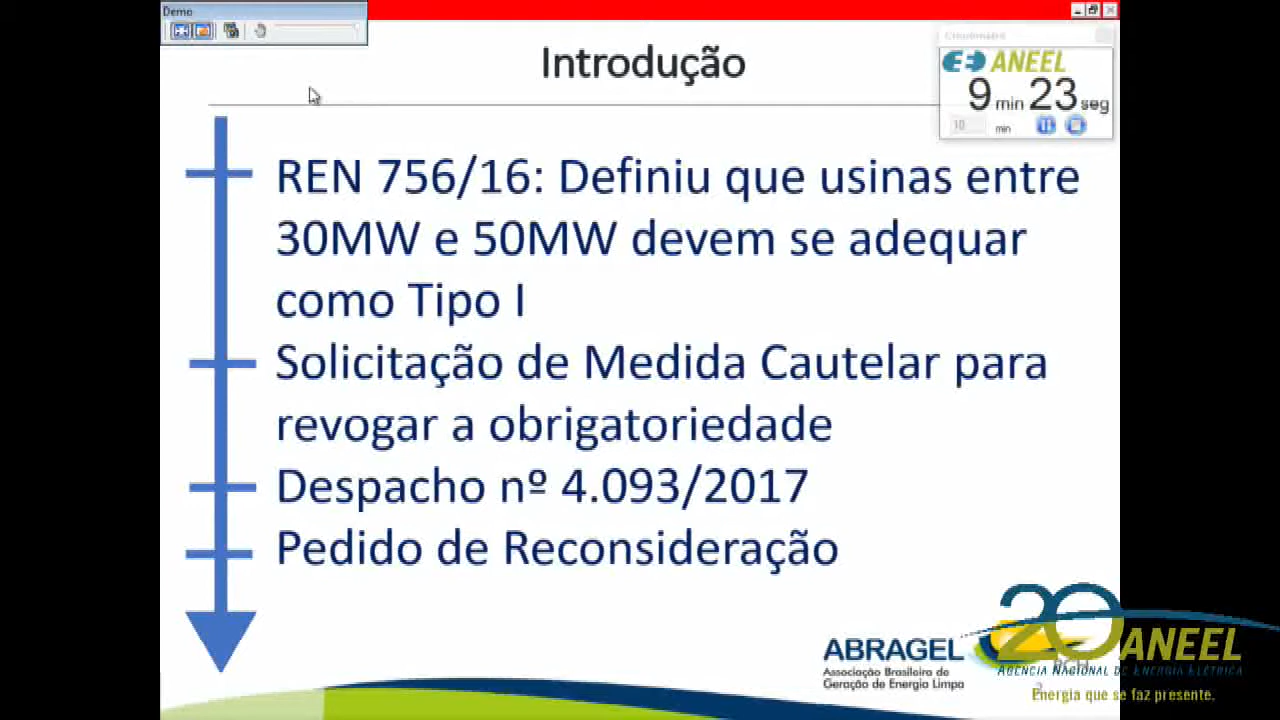 Demo
Introdução
Cronômetro
ANEEL
9 min 23 seg
10 min
REN 756/16: Definiu que usinas entre
30MW e 50MW devem se adequar
como Tipo I
Solicitação de Medida Cautelar para
revogar a obrigatoriedade
Despacho nº 4.093/2017
Pedido de Reconsideração
ABRAGEL
Associação Brasileira de
Geração de Energia Limpa
20 ANEEL
AGÊNCIA NACIONAL DE ENERGIA ELÉTRICA
Energia que se faz presente.